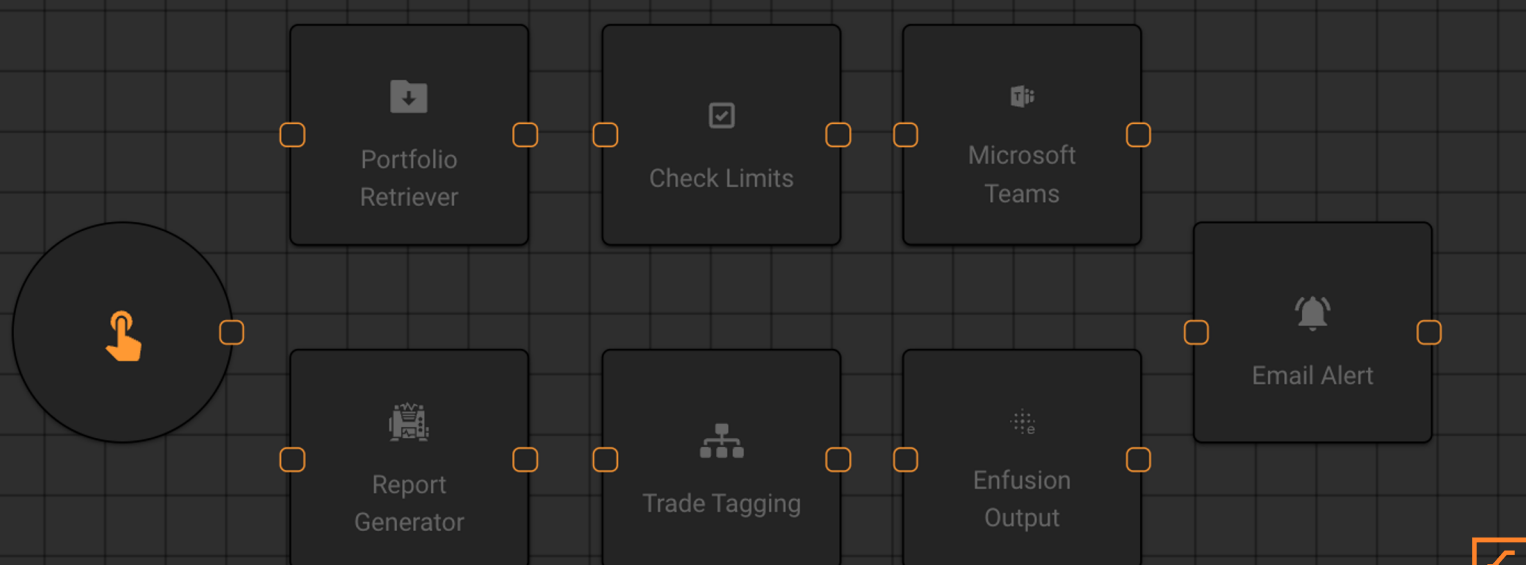 Portfolio
Retriever
Check Limits
Microsoft
Teams
Email Alert
Report
Generator
Trade Tagging
Enfusion
Output